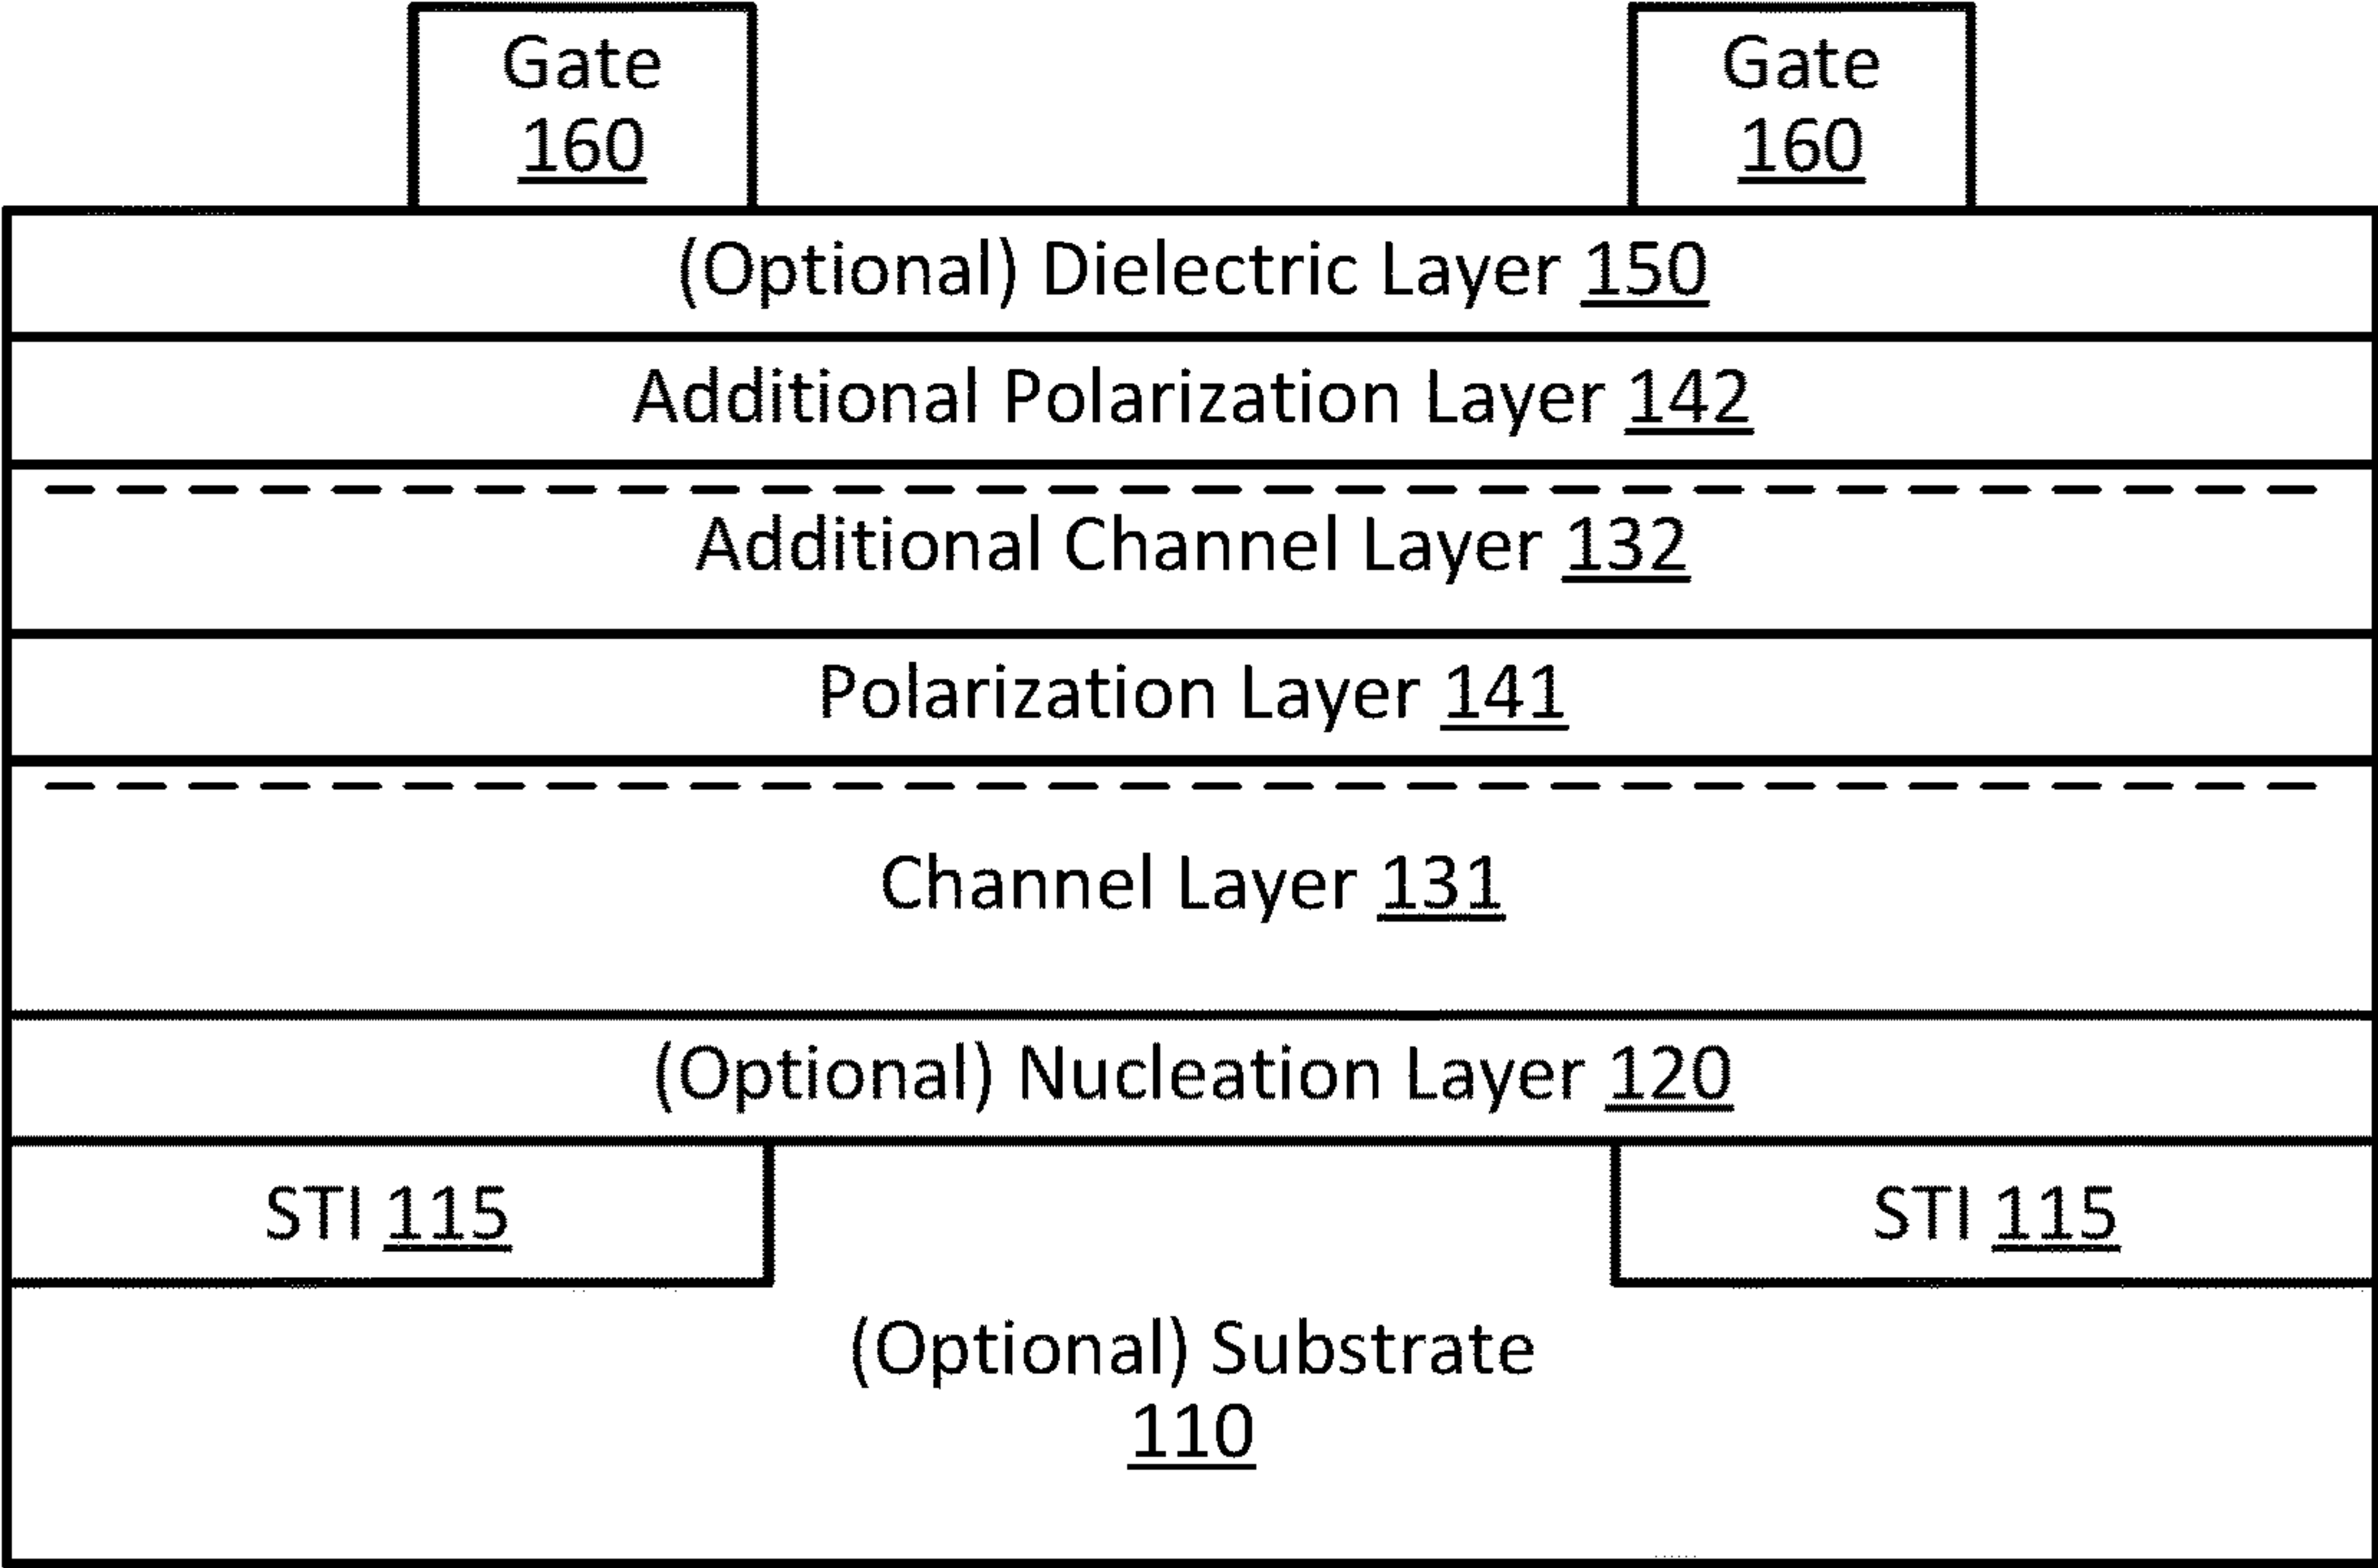 Gate
160
Gate
160
(Optional) Dielectric Layer 150
Additional Polarization Layer 142
Additional Channel Layer 132
Polarization Layer 141
Channel Layer 131
(Optional) Nucleation Layer 120
STI 115
STI 115
(Optional) Substrate
110